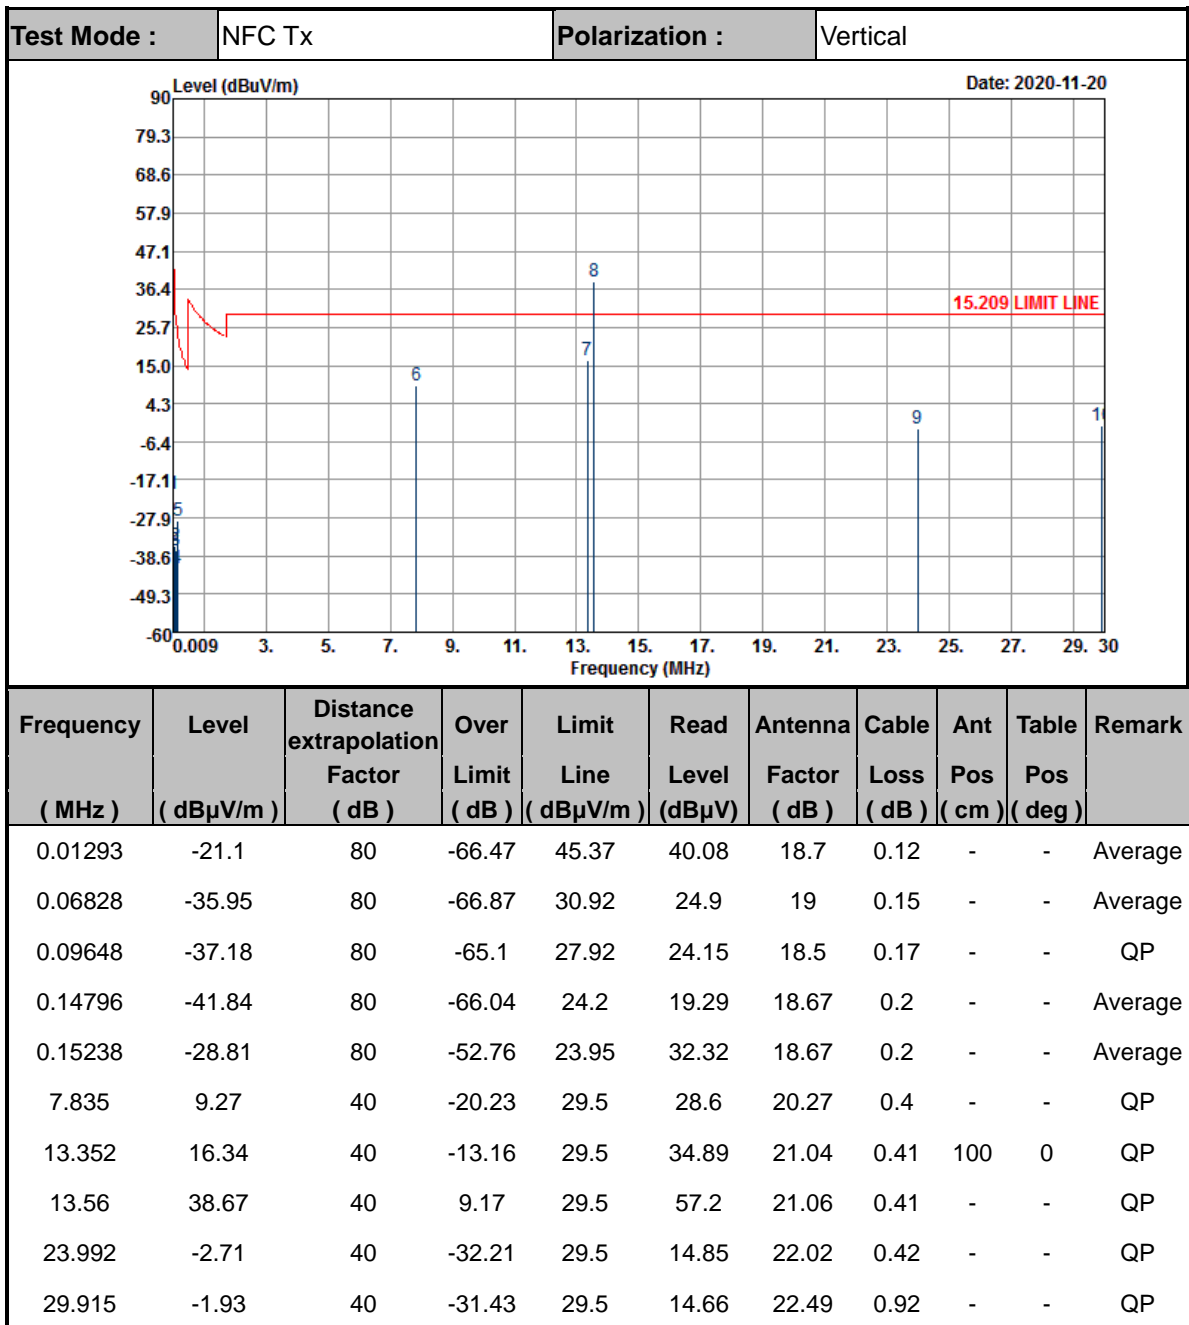 Test Mode : NFC Tx Polarization : Vertical
Level (dBuV/m) Date: 2020-11-20
90
79.3
68.6
57.9
47.1
36.4
25.7
15.0
4.3
-6.4
-17.1
-27.9
-38.6
-49.3
-60
15.209 LIMIT LINE
8
7
6
9
5
0.009 3. 5. 7. 9. 11. 13. 15. 17. 19. 21. 23. 25. 27. 29. 30
Frequency (MHz)
Frequency Level Distance extrapolation Over Limit Read Antenna Cable Ant Table Remark
Factor Limit Line Level Factor Loss Pos Pos
( MHz ) ( dBµV/m ) ( dB ) ( dB ) ( dBµV/m ) (dBµV) ( dB ) ( dB ) ( cm ) ( deg )
0.01293 -21.1 80 -66.47 45.37 40.08 18.7 0.12 - - Average
0.06828 -35.95 80 -66.87 30.92 24.9 19 0.15 - - Average
0.09648 -37.18 80 -65.1 27.92 24.15 18.5 0.17 - - QP
0.14796 -41.84 80 -66.04 24.2 19.29 18.67 0.2 - - Average
0.15238 -28.81 80 -52.76 23.95 32.32 18.67 0.2 - - Average
7.835 9.27 40 -20.23 29.5 28.6 20.27 0.4 - - QP
13.352 16.34 40 -13.16 29.5 34.89 21.04 0.41 100 0 QP
13.56 38.67 40 9.17 29.5 57.2 21.06 0.41 - - QP
23.992 -2.71 40 -32.21 29.5 14.85 22.02 0.42 - - QP
29.915 -1.93 40 -31.43 29.5 14.66 22.49 0.92 - - QP